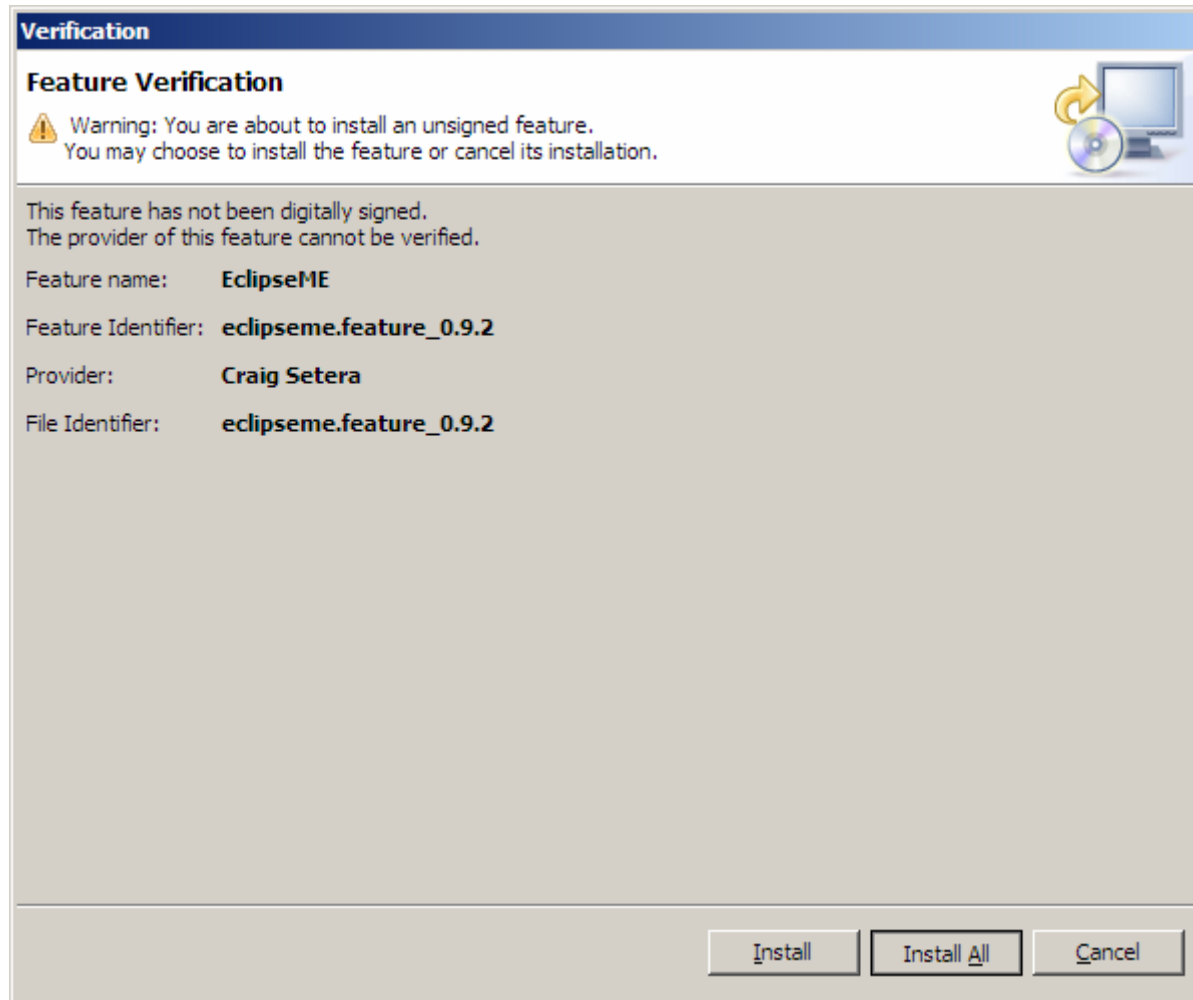 Verification
Feature Verification
Warning: You are about to install an unsigned feature.
You may choose to install the feature or cancel its installation.
This feature has not been digitally signed.
The provider of this feature cannot be verified.
Feature name: EclipseME
Feature Identifier: eclipseme.feature_0.9.2
Provider: Craig Setera
File Identifier: eclipseme.feature_0.9.2
Install Install All Cancel